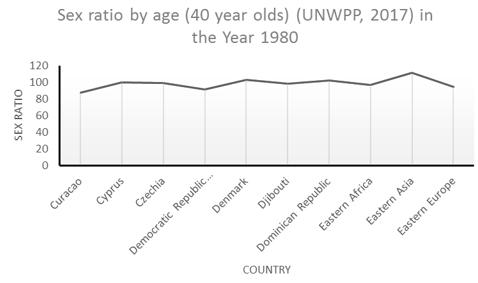 Sex ratio by age (40 year olds) (UNWPP, 2017) in
the Year 1980
120
100
80
60
40
20
0
SEX RATIO
Curacao
Cyprus
Czechia
Democratic Republic...
Denmark
Djibouti
Dominican Republic
Eastern Africa
Eastern Asia
Eastern Europe
COUNTRY